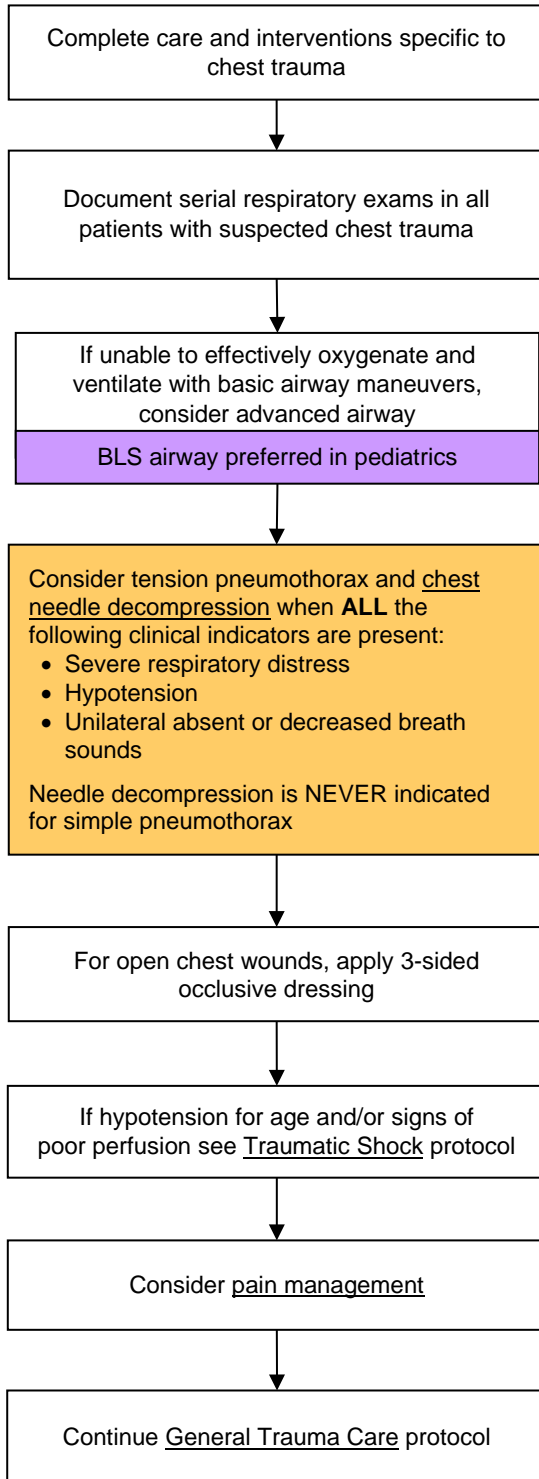 Complete care and interventions specific to
chest trauma
Document serial respiratory exams in all
patients with suspected chest trauma
If unable to effectively oxygenate and
ventilate with basic airway maneuvers,
consider advanced airway
BLS airway preferred in pediatrics
Consider tension pneumothorax and chest
needle decompression when ALL the
following clinical indicators are present:
• Severe respiratory distress
• Hypotension
• Unilateral absent or decreased breath
sounds
Needle decompression is NEVER indicated
for simple pneumothorax
For open chest wounds, apply 3-sided
occlusive dressing
If hypotension for age and/or signs of
poor perfusion see Traumatic Shock protocol
Consider pain management
Continue General Trauma Care protocol